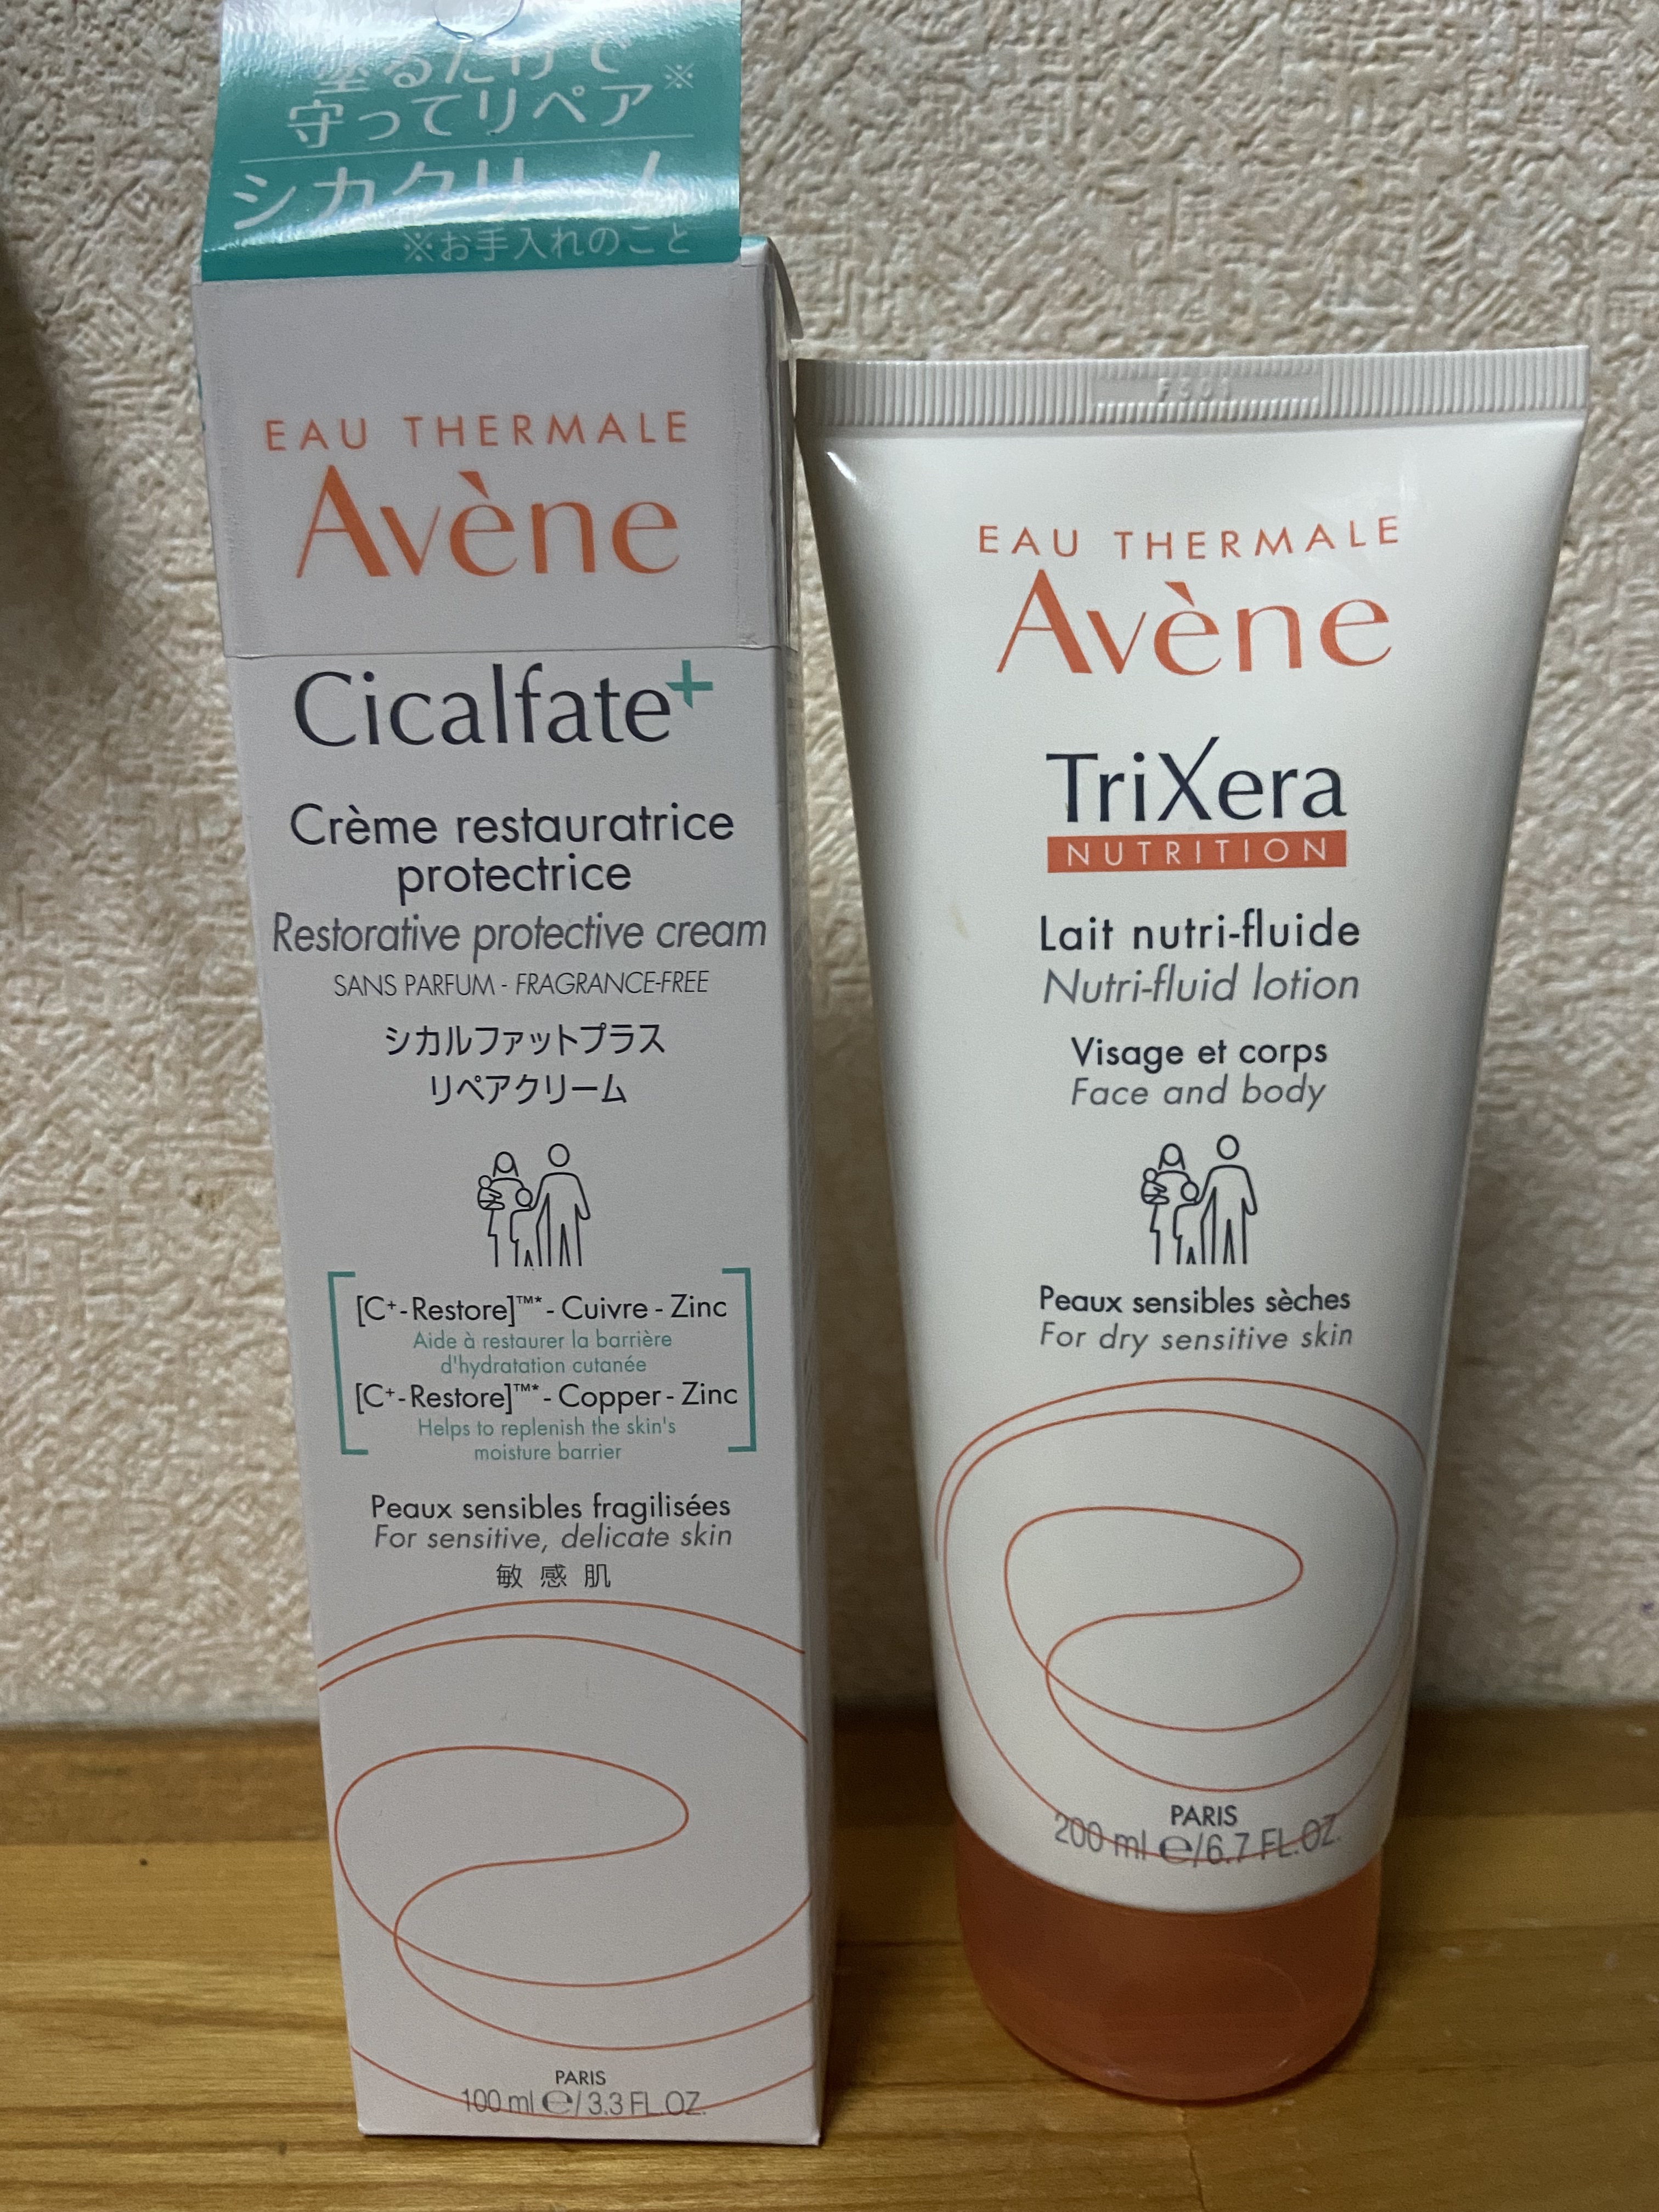 塗るだけで
守ってリペア※
シカクリーム
※お手入れのこと
EAU THERMALE
Avène
Cicalfate+
Crème restauratrice
protectrice
Restorative protective cream
SANS PARFUM - FRAGRANCE-FREE
シカルファットプラス
リペアクリーム
[C+-Restore]™* - Cuivre - Zinc
Aide à restaurer la barrière
d'hydratation cutanée
[C+-Restore]™* - Copper - Zinc
Helps to replenish the skin's
moisture barrier
Peaux sensibles fragilisées
For sensitive, delicate skin
敏感肌
PARIS
100 ml ℮/ 3.3 FL.OZ.
EAU THERMALE
Avène
TriXera
NUTRITION
Lait nutri-fluide
Nutri-fluid lotion
Visage et corps
Face and body
Peaux sensibles sèches
For dry sensitive skin
PARIS
200 ml ℮/6.7 FL.OZ.